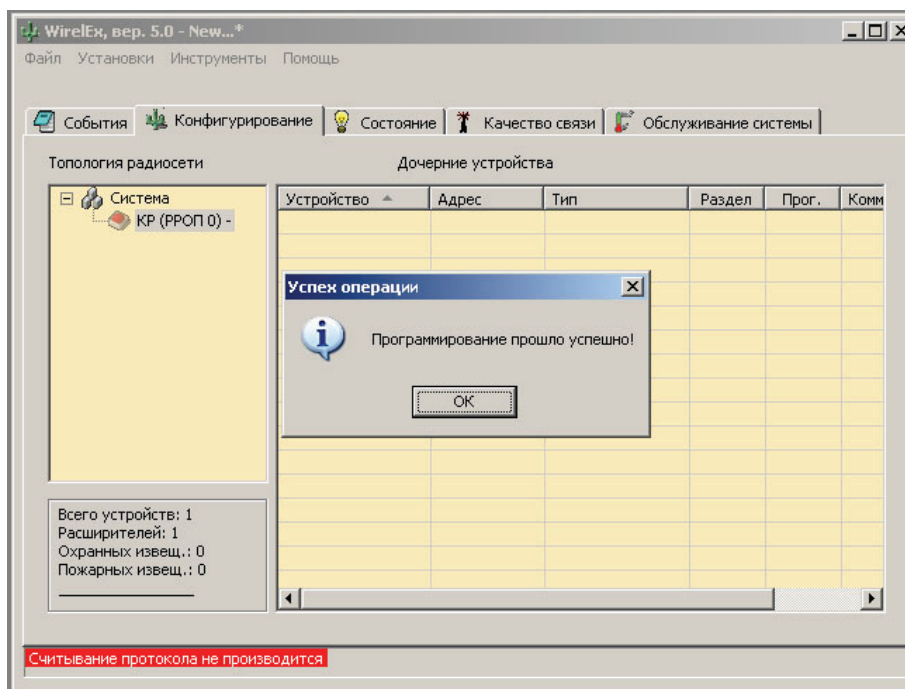 WirelEx, вер. 5.0 - New...*
Файл Установки Инструменты Помощь
События Конфигурирование Состояние Качество связи Обслуживание системы
Топология радиосети
Дочерние устройства
Система
КР (РРОП 0) -
Устройство Адрес Тип Раздел Прог. Комм
Успех операции
Программирование прошло успешно!
OK
Всего устройств: 1
Расширителей: 1
Охранных извещ.: 0
Пожарных извещ.: 0
Считывание протокола не производится